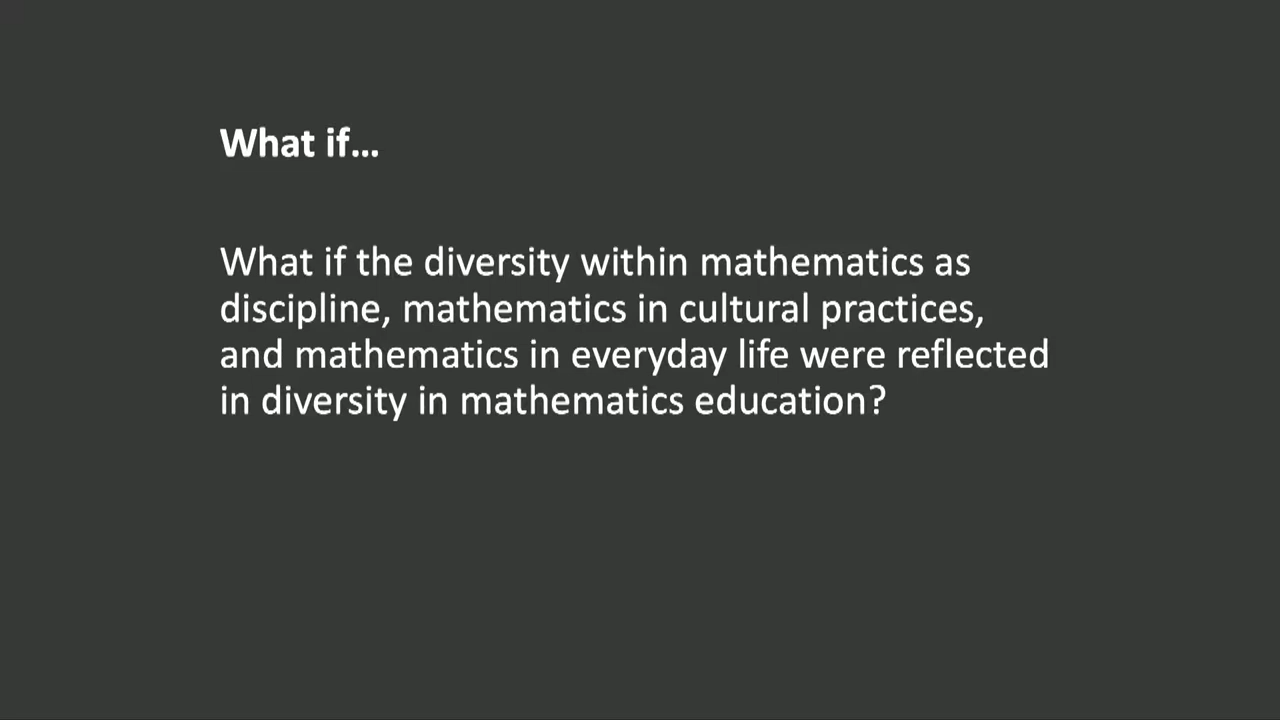 What if...
What if the diversity within mathematics as
discipline, mathematics in cultural practices,
and mathematics in everyday life were reflected
in diversity in mathematics education?